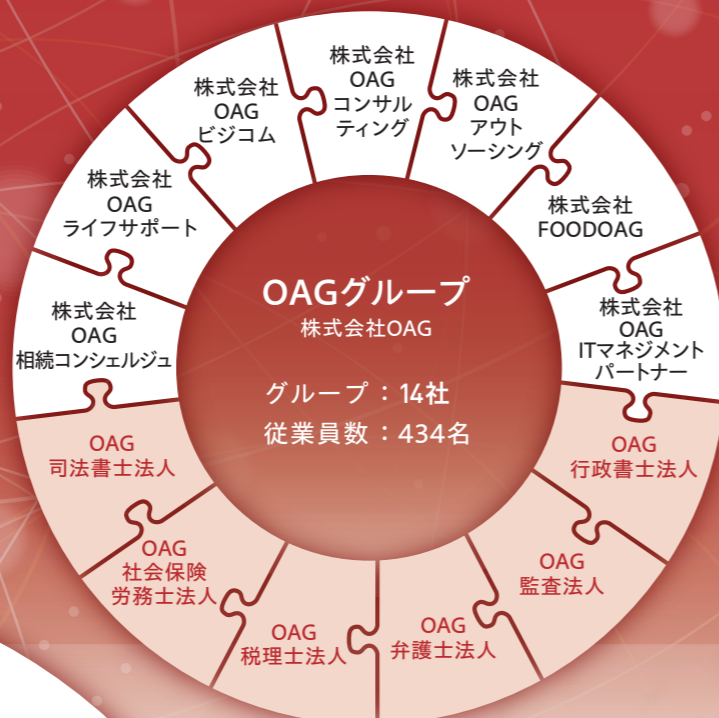 OAGグループ
株式会社OAG
グループ：14社
従業員数：434名
株式会社
OAG
コンサル
ティング
株式会社
OAG
アウト
ソーシング
株式会社
FOODOAG
株式会社
OAG
ITマネジメント
パートナー
OAG
行政書士法人
OAG
監査法人
OAG
弁護士法人
OAG
税理士法人
OAG
社会保険
労務士法人
OAG
司法書士法人
株式会社
OAG
相続コンシェルジュ
株式会社
OAG
ライフサポート
株式会社
OAG
ビジコム